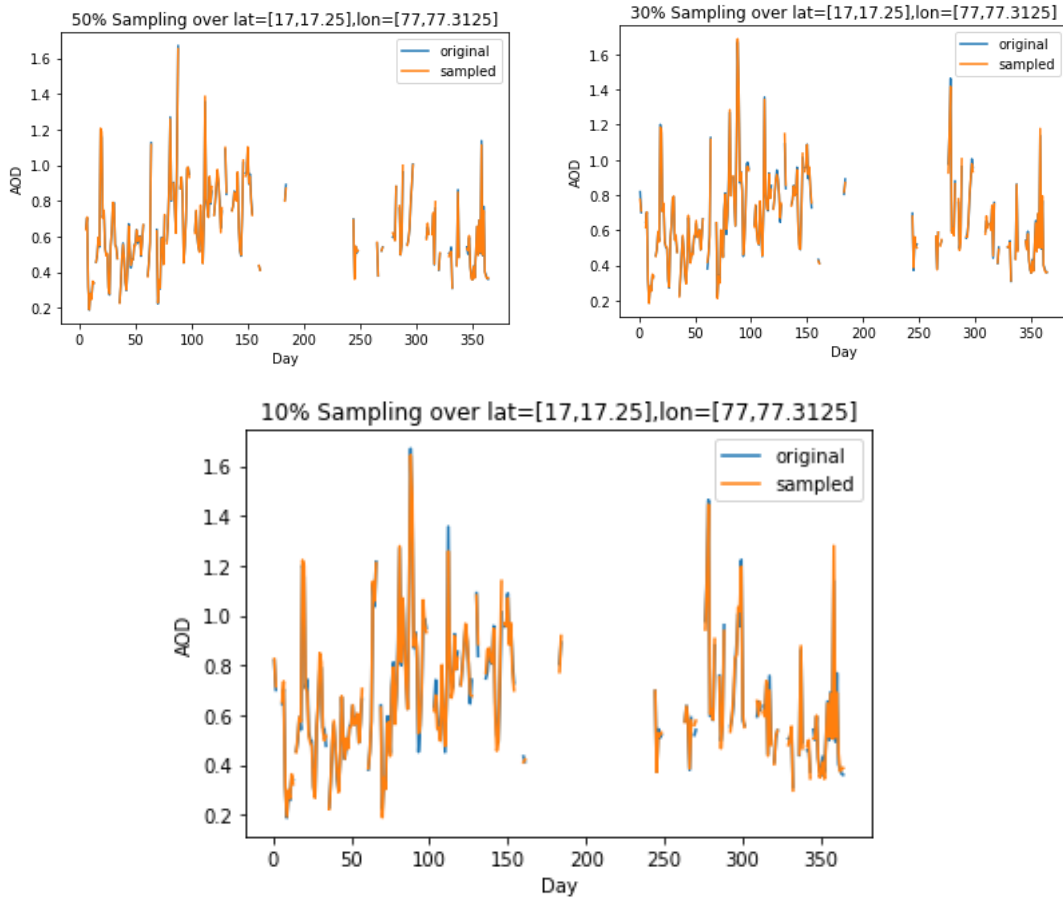 50% Sampling over lat=[17,17.25],lon=[77,77.3125]
original
sampled
1.6
1.4
1.2
1.0
0.8
0.6
0.4
0.2
AOD
0 50 100 150 200 250 300 350
Day
30% Sampling over lat=[17,17.25],lon=[77,77.3125]
original
sampled
1.6
1.4
1.2
1.0
0.8
0.6
0.4
0.2
AOD
0 50 100 150 200 250 300 350
Day
10% Sampling over lat=[17,17.25],lon=[77,77.3125]
original
sampled
1.6
1.4
1.2
1.0
0.8
0.6
0.4
0.2
AOD
0 50 100 150 200 250 300 350
Day